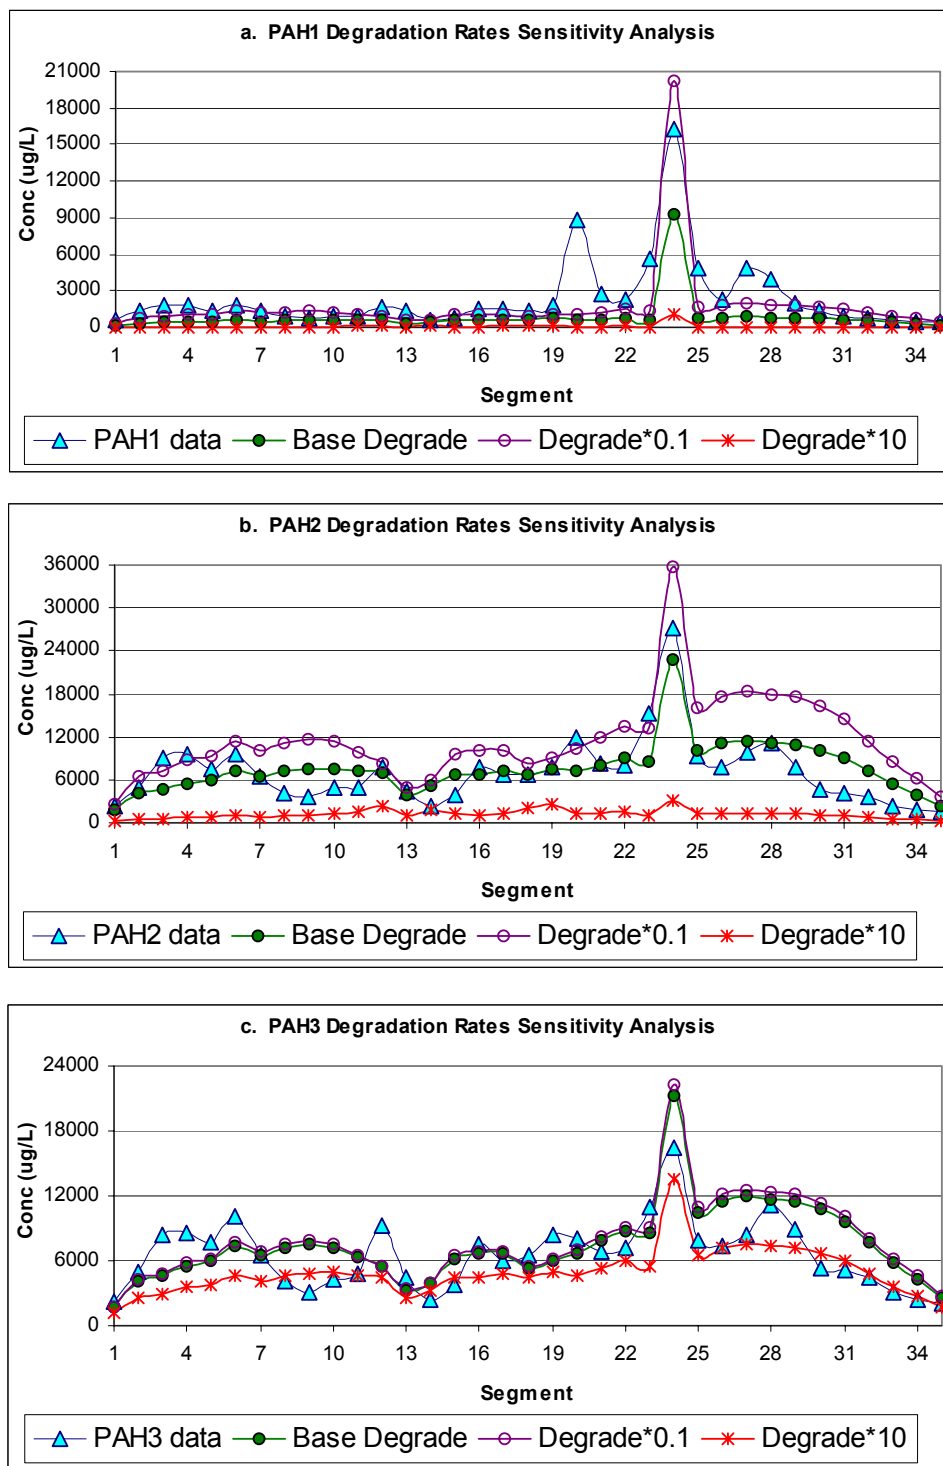 a. PAH1 Degradation Rates Sensitivity Analysis
21000
18000
15000
12000
9000
6000
3000
0
Conc (ug/L)
1 4 7 10 13 16 19 22 25 28 31 34
Segment
PAH1 data Base Degrade Degrade*0.1 Degrade*10
b. PAH2 Degradation Rates Sensitivity Analysis
36000
30000
24000
18000
12000
6000
0
Conc (ug/L)
1 4 7 10 13 16 19 22 25 28 31 34
Segment
PAH2 data Base Degrade Degrade*0.1 Degrade*10
c. PAH3 Degradation Rates Sensitivity Analysis
24000
18000
12000
6000
0
Conc (ug/L)
1 4 7 10 13 16 19 22 25 28 31 34
Segment
PAH3 data Base Degrade Degrade*0.1 Degrade*10